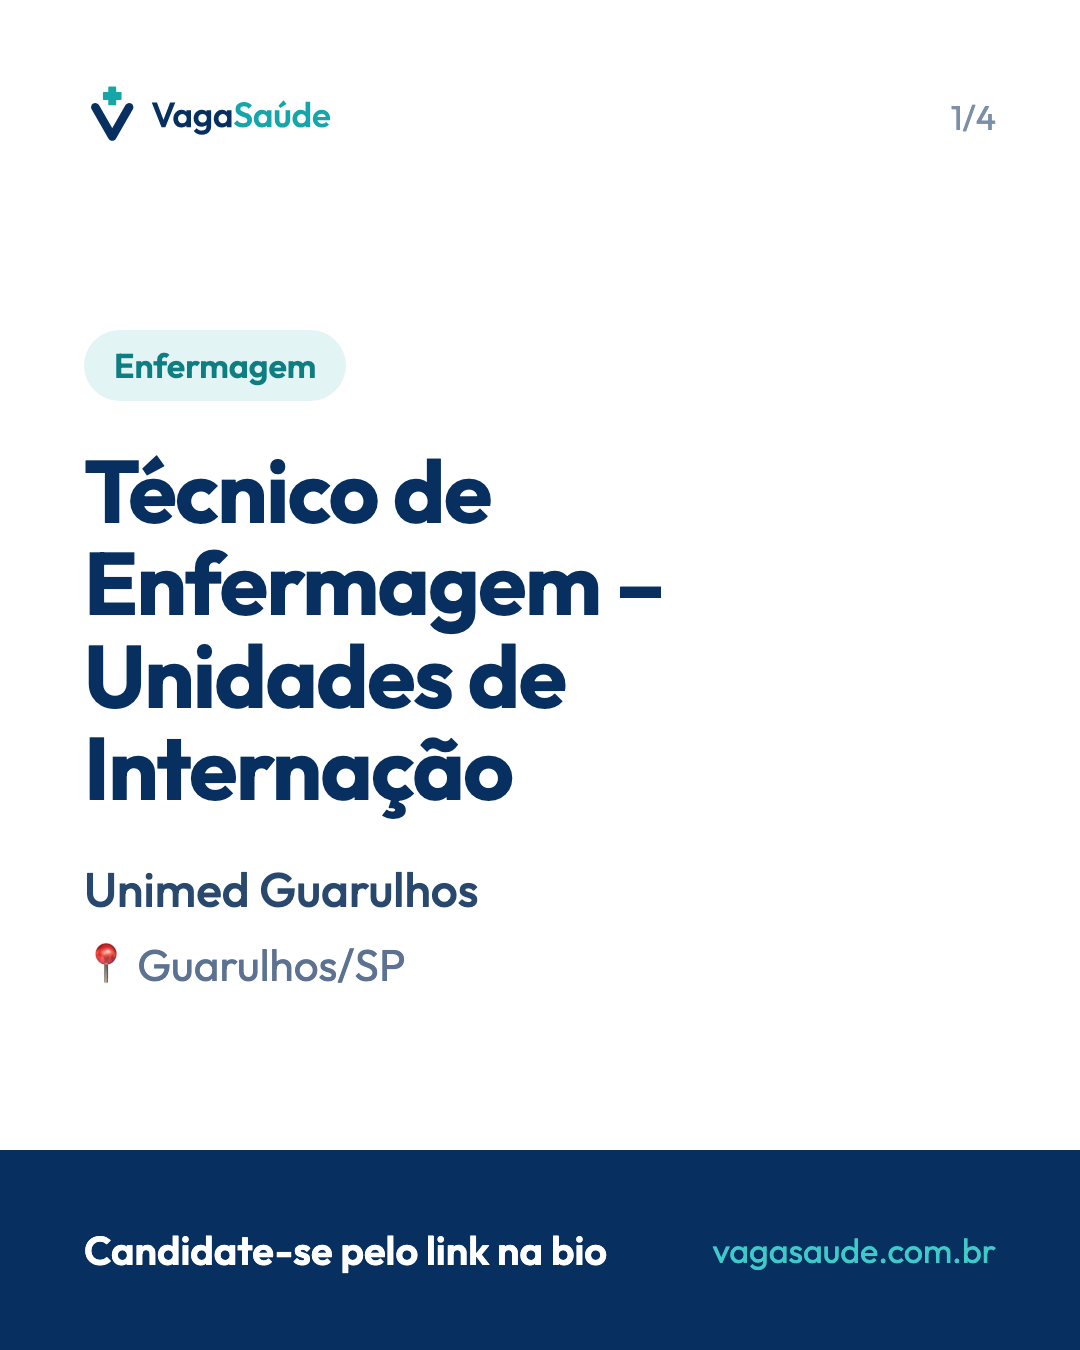 VagaSaúde
1/4
Enfermagem
Técnico de
Enfermagem –
Unidades de
Internação
Unimed Guarulhos
📍 Guarulhos/SP
Candidate-se pelo link na bio
vagasaude.com.br